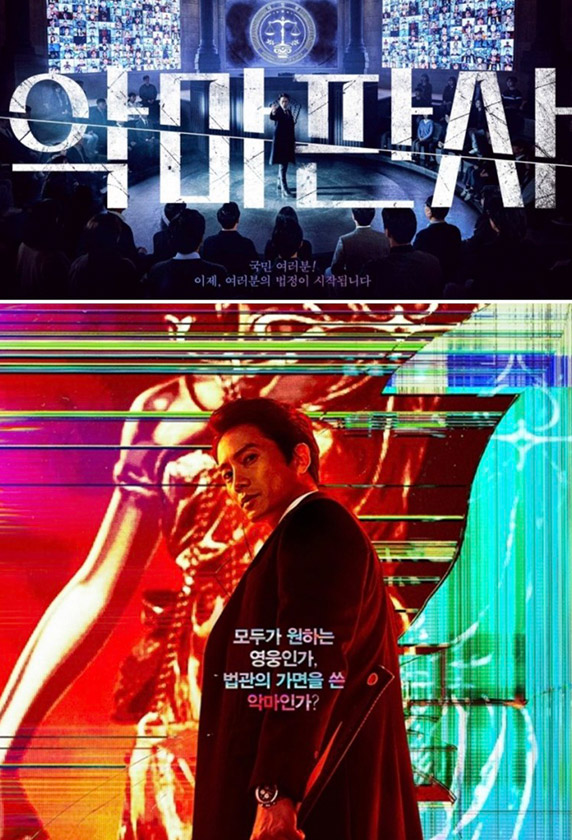 악마판사
국민 여러분!
이제, 여러분의 법정이 시작됩니다
모두가 원하는
영웅인가,
법관의 가면을 쓴
악마인가?